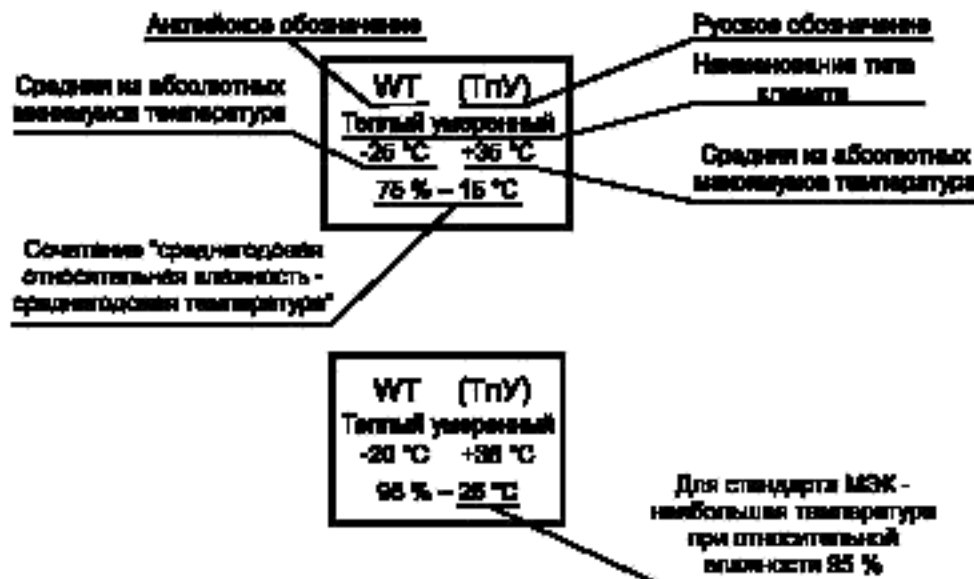 Английское обозначение
Русское обозначение
Средняя из абсолютных
минимумов температура
WT (ТпУ)
Теплый умеренный
-25 °C +35 °C
75 % – 15 °C
Наименование типа
климата
Средняя из абсолютных
максимумов температура
Сочетание "среднегодовая
относительная влажность -
среднегодовая температура"
WT (ТпУ)
Теплый умеренный
-20 °C +35 °C
95 % – 25 °C
Для стандарта МЭК -
наибольшая температура
при относительной
влажности 95 %